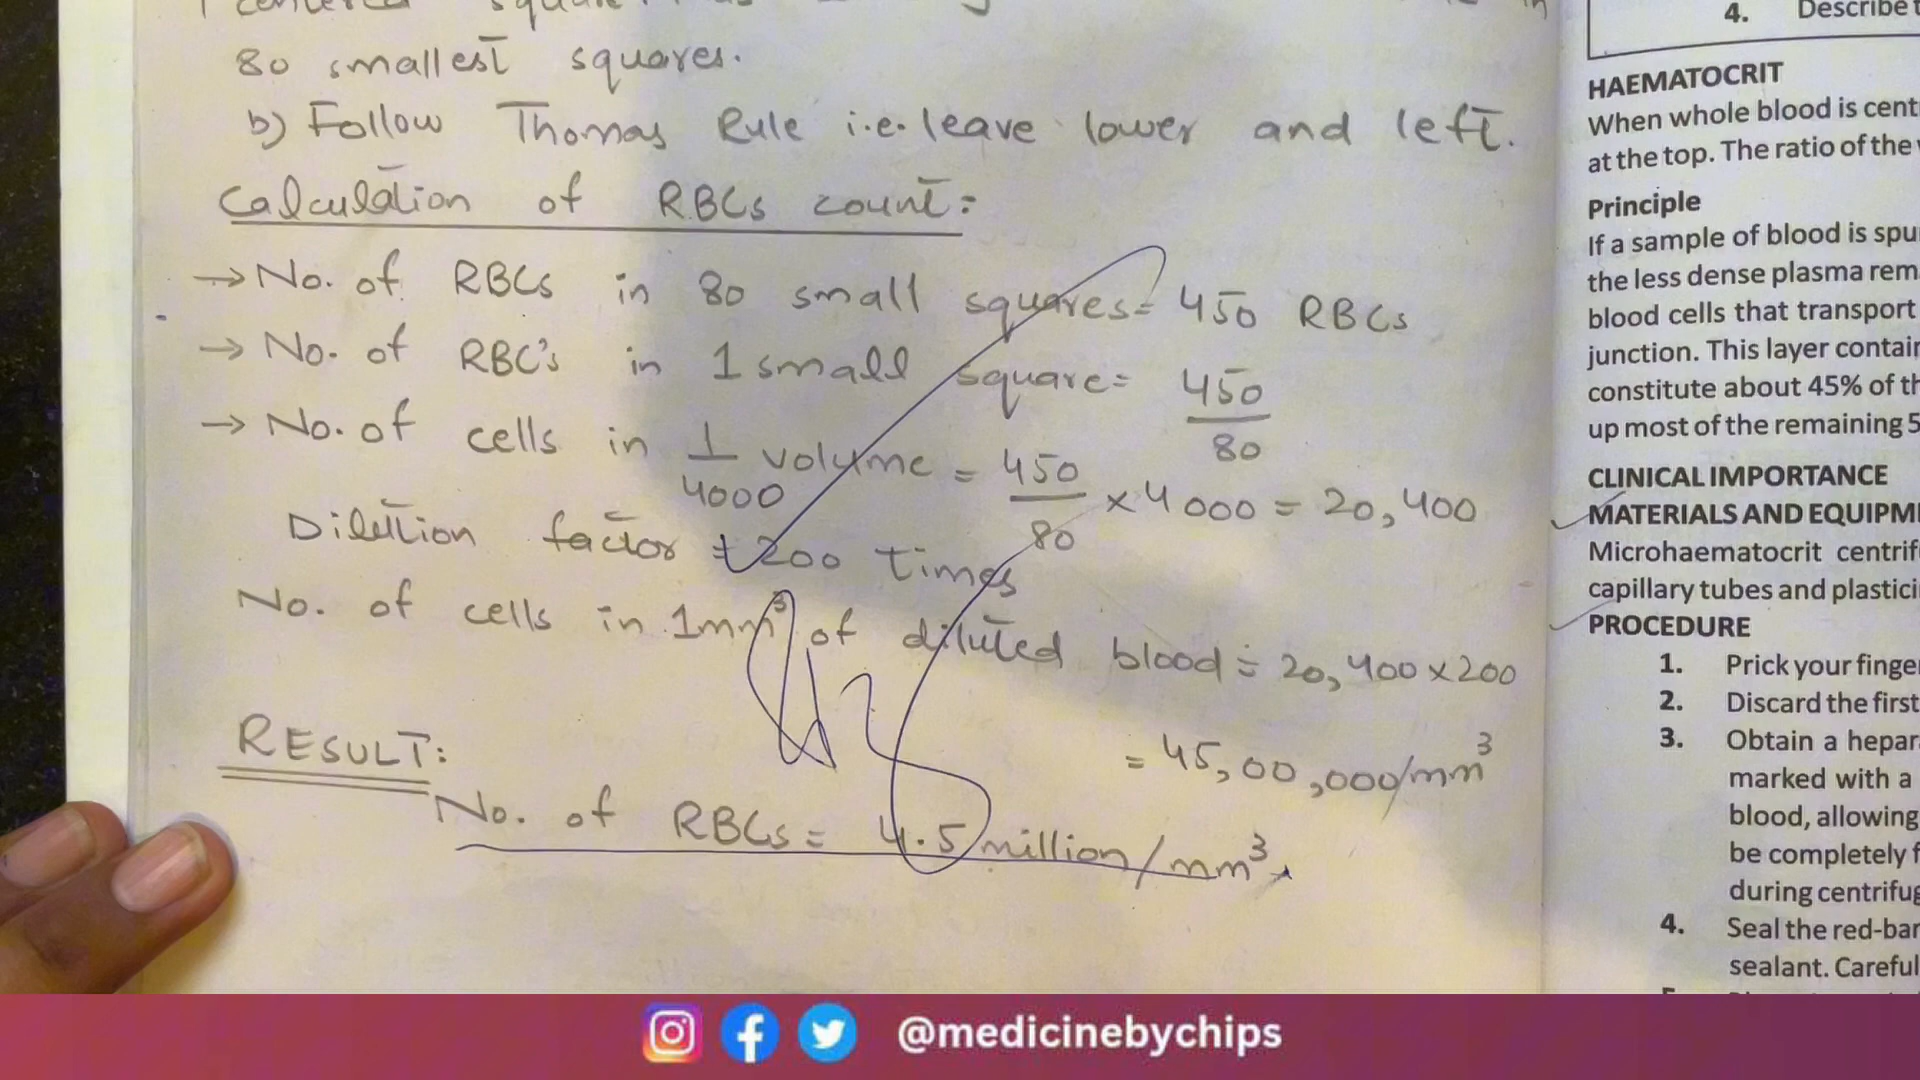 80 smallest squares.
b) Follow Thomas Rule i.e. leave lower and left.
Calculation of RBCs count:
→ No. of RBCs in 80 small squares = 450 RBCs
→ No. of RBC's in 1 small square = 450/80
→ No. of cells in 1/4000 volume = 450/80 × 4000 = 20,400
Dilution factor = 200 times
No. of cells in 1mm³ of diluted blood = 20,400 × 200
= 45,00,000/mm³
RESULT:
No. of RBCs = 4.5 million/mm³
4. Describe
HAEMATOCRIT
When whole blood is cent
at the top. The ratio of the
Principle
If a sample of blood is spu
the less dense plasma rem
blood cells that transport
junction. This layer contain
constitute about 45% of th
up most of the remaining 5
CLINICAL IMPORTANCE
MATERIALS AND EQUIPM
Microhaematocrit centrif
capillary tubes and plastici
PROCEDURE
1. Prick your finger
2. Discard the first
3. Obtain a hepar
marked with a
blood, allowing
be completely f
during centrifug
4. Seal the red-bar
sealant. Careful
@medicinebychips